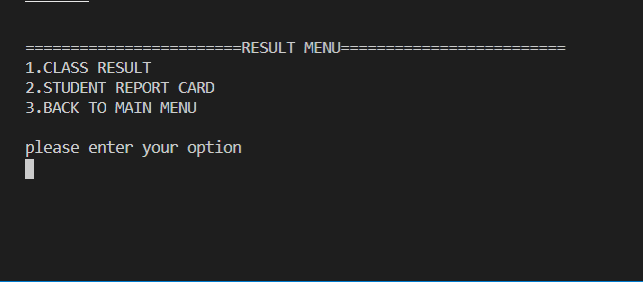 ========================RESULT MENU=========================
1.CLASS RESULT
2.STUDENT REPORT CARD
3.BACK TO MAIN MENU
please enter your option